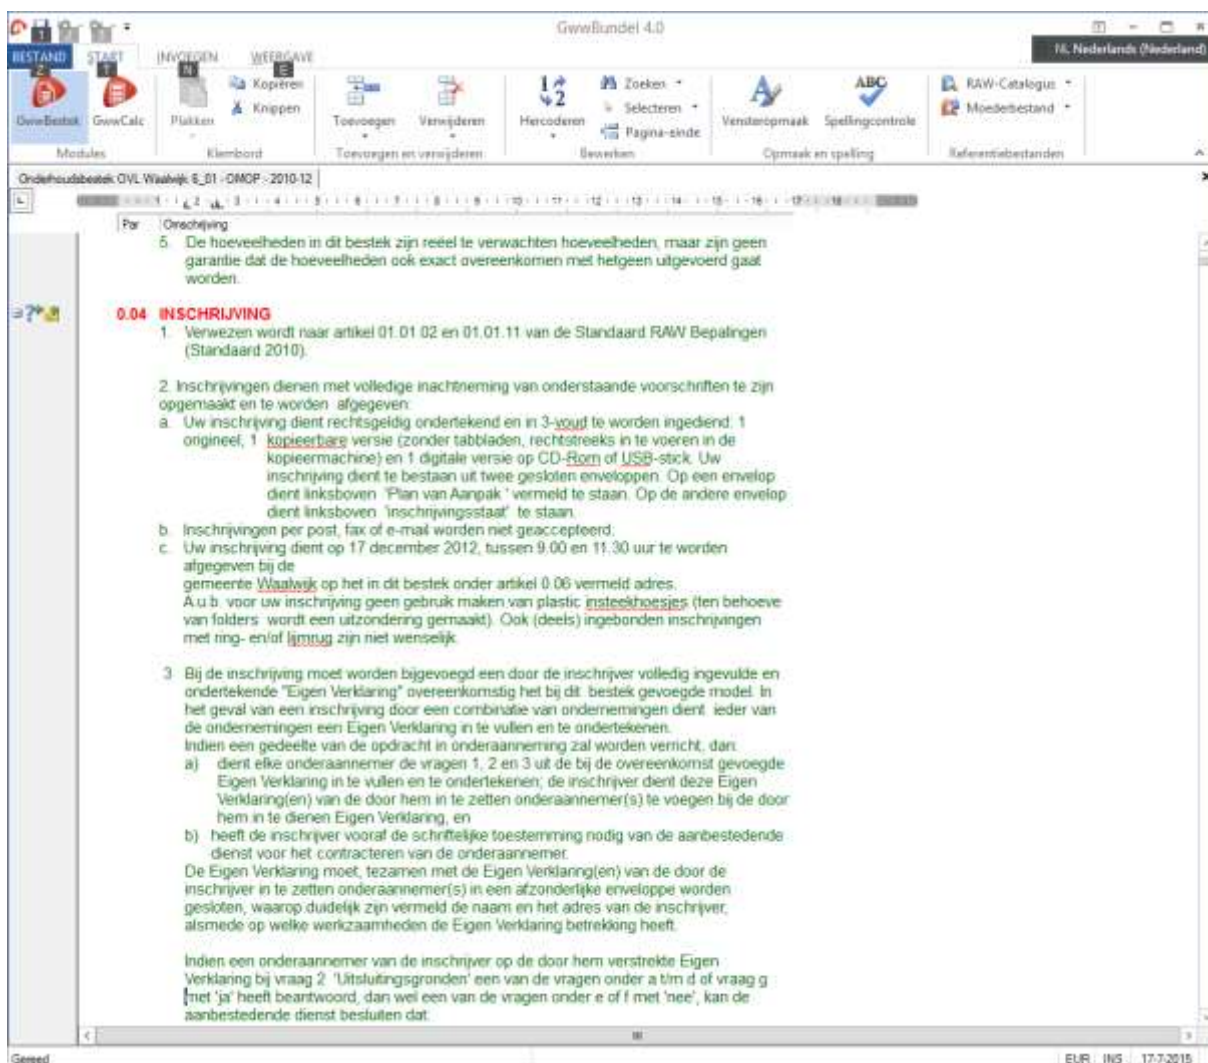 GwwBundel 4.0
NL Nederlands (Nederland)
BESTAND START INVOEGEN WEERGAVE
1 2 3
Z T N E
GwwBestek GwwCalc
Plakken Kopiëren
Knippen
Toevoegen Verwijderen
Hercoderen Zoeken
Selecteren
Pagina-einde
Vensteropmaak ABC Spellingcontrole
RAW-Catalogus
Moederbestand
Modules Klembord Toevoegen en verwijderen Bewerken Opmaak en spelling Referentiebestanden
Onderhoudsbestek OVL Waalwijk 6_01 - OMOP - 2010-12
1 2 3 4 5 6 7 8 9 10 11 12 13 14 15 16 17 18
Par Omschrijving
5. De hoeveelheden in dit bestek zijn reëel te verwachten hoeveelheden, maar zijn geen
garantie dat de hoeveelheden ook exact overeenkomen met hetgeen uitgevoerd gaat
worden.
0.04 INSCHRIJVING
1. Verwezen wordt naar artikel 01.01.02 en 01.01.11 van de Standaard RAW Bepalingen
(Standaard 2010).
2. Inschrijvingen dienen met volledige inachtneming van onderstaande voorschriften te zijn
opgemaakt en te worden afgegeven:
a. Uw inschrijving dient rechtsgeldig ondertekend en in 3-voud te worden ingediend: 1
origineel, 1 kopieerbare versie (zonder tabbladen, rechtstreeks in te voeren in de
kopieermachine) en 1 digitale versie op CD-Rom of USB-stick. Uw
inschrijving dient te bestaan uit twee gesloten enveloppen. Op een envelop
dient linksboven 'Plan van Aanpak ' vermeld te staan. Op de andere envelop
dient linksboven 'inschrijvingsstaat' te staan.
b. Inschrijvingen per post, fax of e-mail worden niet geaccepteerd;
c. Uw inschrijving dient op 17 december 2012, tussen 9.00 en 11.30 uur te worden
afgegeven bij de
gemeente Waalwijk op het in dit bestek onder artikel 0.06 vermeld adres.
A.u.b. voor uw inschrijving geen gebruik maken van plastic insteekhoesjes (ten behoeve
van folders wordt een uitzondering gemaakt). Ook (deels) ingebonden inschrijvingen
met ring- en/of lijmrug zijn niet wenselijk.
3 Bij de inschrijving moet worden bijgevoegd een door de inschrijver volledig ingevulde en
ondertekende "Eigen Verklaring" overeenkomstig het bij dit bestek gevoegde model. In
het geval van een inschrijving door een combinatie van ondernemingen dient ieder van
de ondernemingen een Eigen Verklaring in te vullen en te ondertekenen.
Indien een gedeelte van de opdracht in onderaanneming zal worden verricht, dan:
a) dient elke onderaannemer de vragen 1, 2 en 3 uit de bij de overeenkomst gevoegde
Eigen Verklaring in te vullen en te ondertekenen; de inschrijver dient deze Eigen
Verklaring(en) van de door hem in te zetten onderaannemer(s) te voegen bij de door
hem in te dienen Eigen Verklaring, en
b) heeft de inschrijver vooraf de schriftelijke toestemming nodig van de aanbestedende
dienst voor het contracteren van de onderaannemer.
De Eigen Verklaring moet, tezamen met de Eigen Verklaring(en) van de door de
inschrijver in te zetten onderaannemer(s) in een afzonderlijke enveloppe worden
gesloten, waarop duidelijk zijn vermeld de naam en het adres van de inschrijver,
alsmede op welke werkzaamheden de Eigen Verklaring betrekking heeft.
Indien een onderaannemer van de inschrijver op de door hem verstrekte Eigen
Verklaring bij vraag 2 'Uitsluitingsgronden' een van de vragen onder a t/m d of vraag g
met 'ja' heeft beantwoord, dan wel een van de vragen onder e of f met 'nee', kan de
aanbestedende dienst besluiten dat:
Gereed EUR INS 17-7-2015